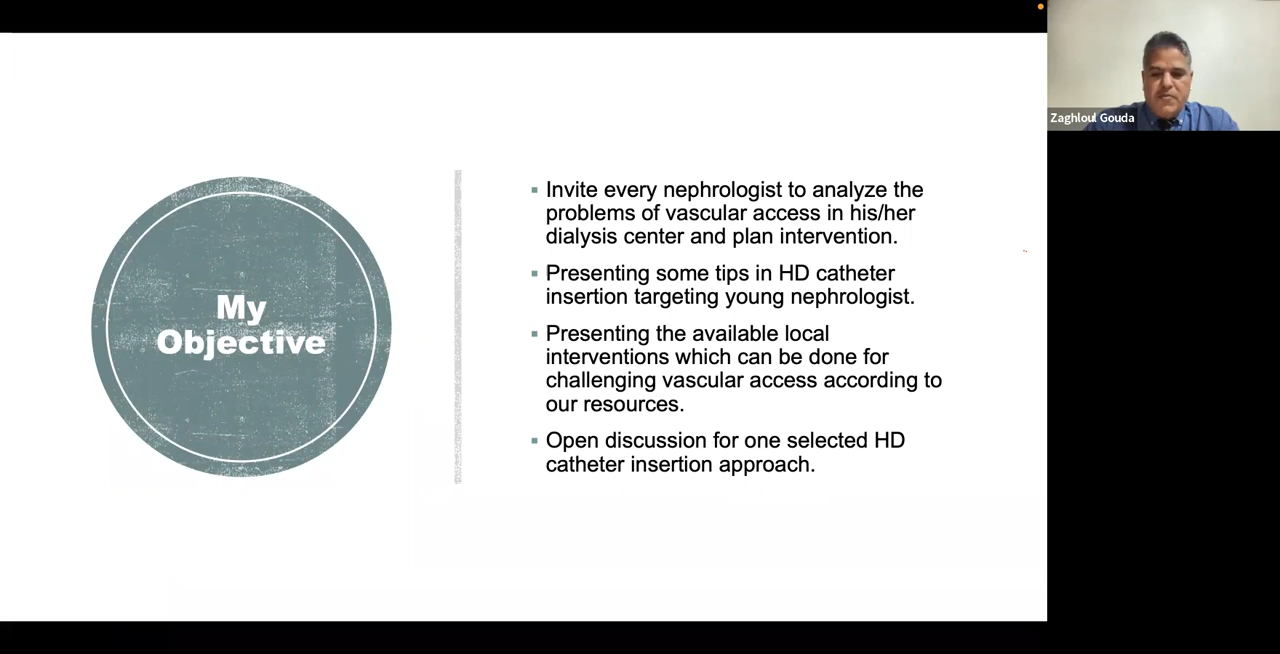 My
Objective
▪ Invite every nephrologist to analyze the
problems of vascular access in his/her
dialysis center and plan intervention.
▪ Presenting some tips in HD catheter
insertion targeting young nephrologist.
▪ Presenting the available local
interventions which can be done for
challenging vascular access according to
our resources.
▪ Open discussion for one selected HD
catheter insertion approach.
Zaghloul Gouda